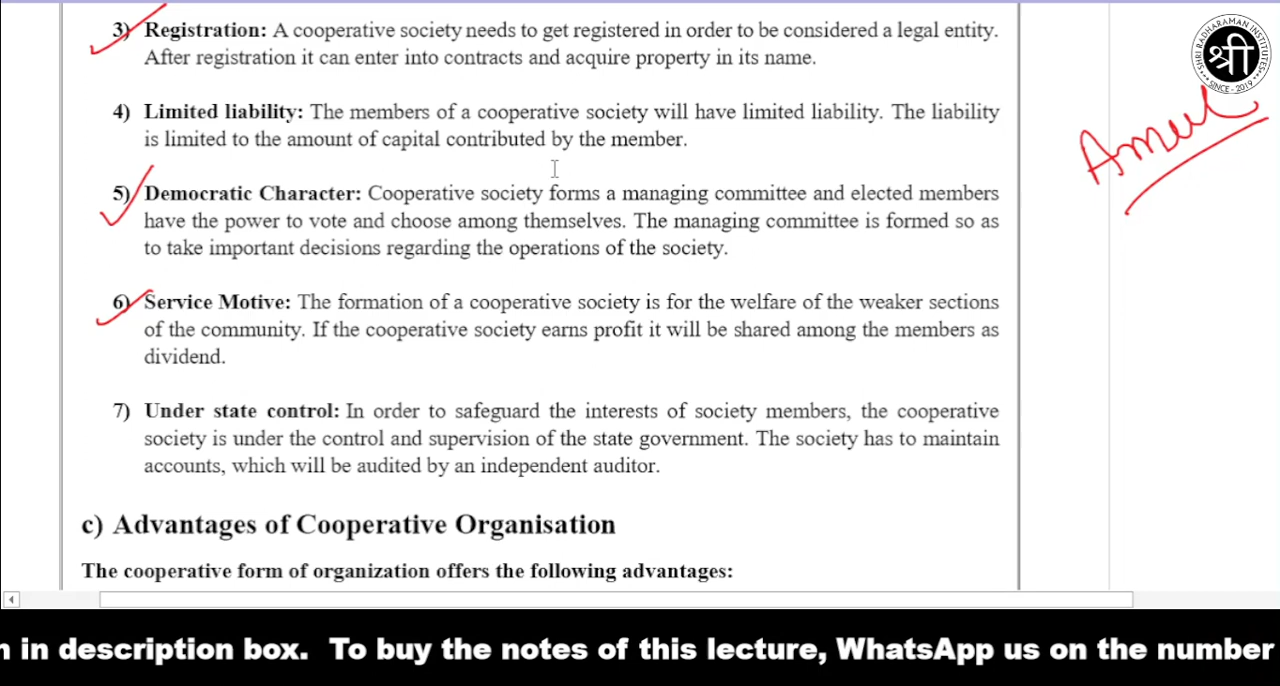 3) Registration: A cooperative society needs to get registered in order to be considered a legal entity.
After registration it can enter into contracts and acquire property in its name.
SHRI RADHARAMAN INSTITUTES
श्री
SINCE - 2019
4) Limited liability: The members of a cooperative society will have limited liability. The liability
is limited to the amount of capital contributed by the member.
Amul
5) Democratic Character: Cooperative society forms a managing committee and elected members
have the power to vote and choose among themselves. The managing committee is formed so as
to take important decisions regarding the operations of the society.
6) Service Motive: The formation of a cooperative society is for the welfare of the weaker sections
of the community. If the cooperative society earns profit it will be shared among the members as
dividend.
7) Under state control: In order to safeguard the interests of society members, the cooperative
society is under the control and supervision of the state government. The society has to maintain
accounts, which will be audited by an independent auditor.
c) Advantages of Cooperative Organisation
The cooperative form of organization offers the following advantages:
n in description box. To buy the notes of this lecture, WhatsApp us on the number